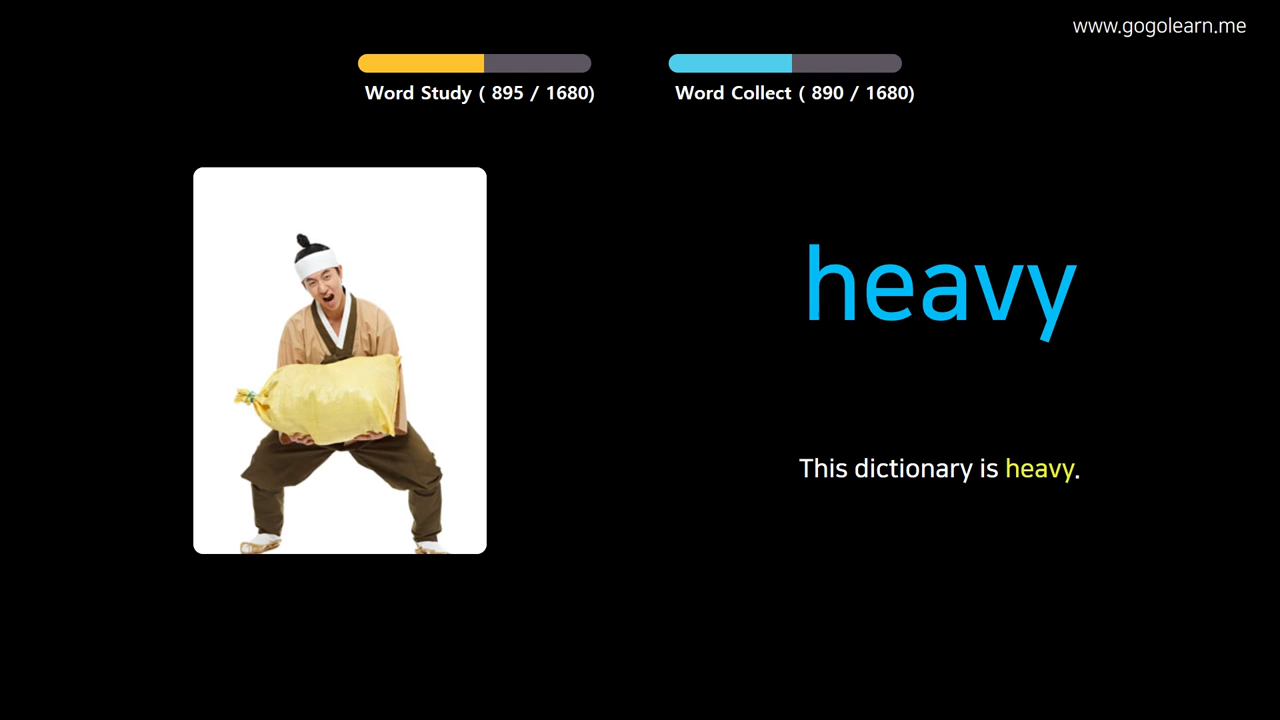 www.gogolearn.me
Word Study ( 895 / 1680)
Word Collect ( 890 / 1680)
heavy
This dictionary is heavy.